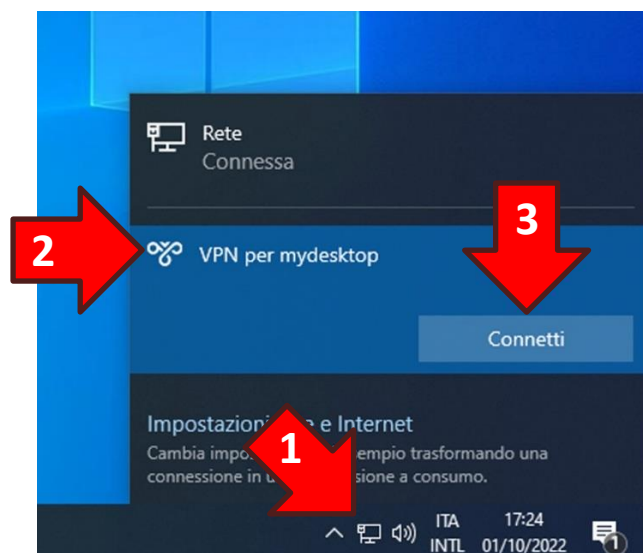 Rete
Connessa
3
2
VPN per mydesktop
Connetti
Impostazioni e e Internet
1
Cambia impo empio trasformando una
connessione in u sione a consumo.
ITA 17:24
INTL 01/10/2022
1